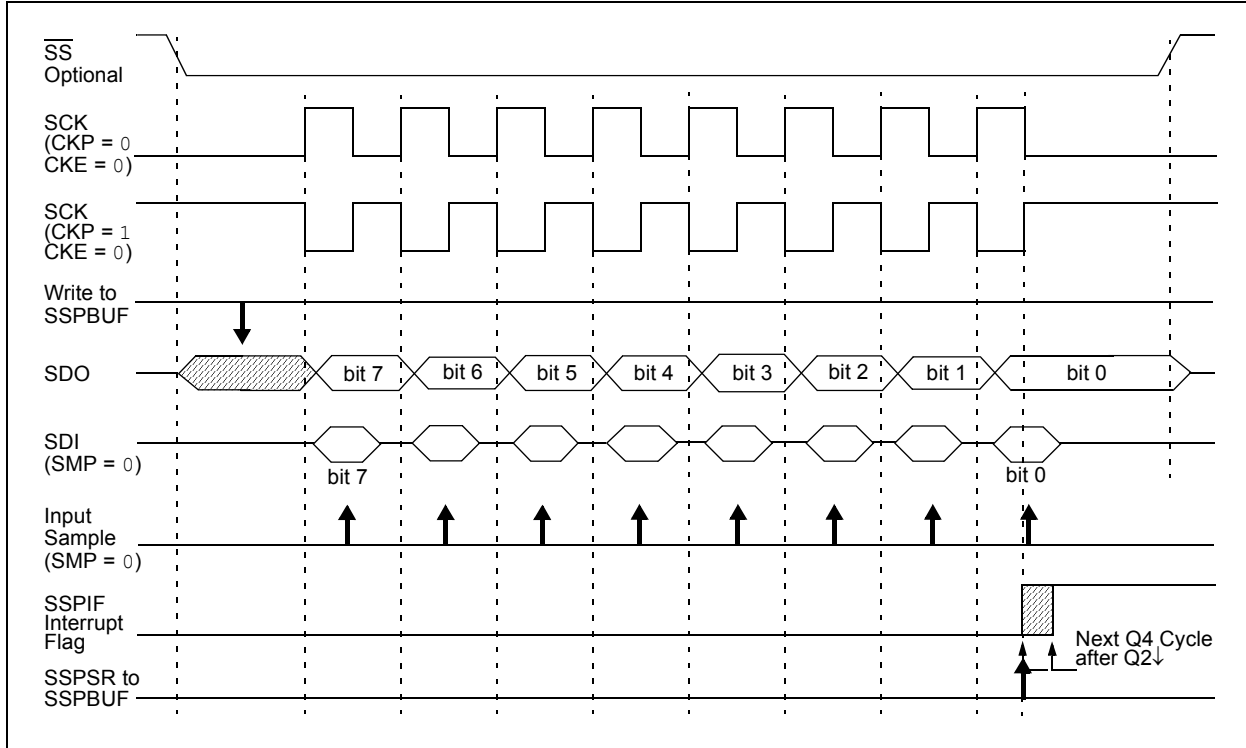 SS
Optional
SCK
(CKP = 0
CKE = 0)
SCK
(CKP = 1
CKE = 0)
Write to
SSPBUF
SDO
bit 7
bit 6
bit 5
bit 4
bit 3
bit 2
bit 1
bit 0
SDI
(SMP = 0)
bit 7
bit 0
Input
Sample
(SMP = 0)
SSPIF
Interrupt
Flag
Next Q4 Cycle
after Q2↓
SSPSR to
SSPBUF